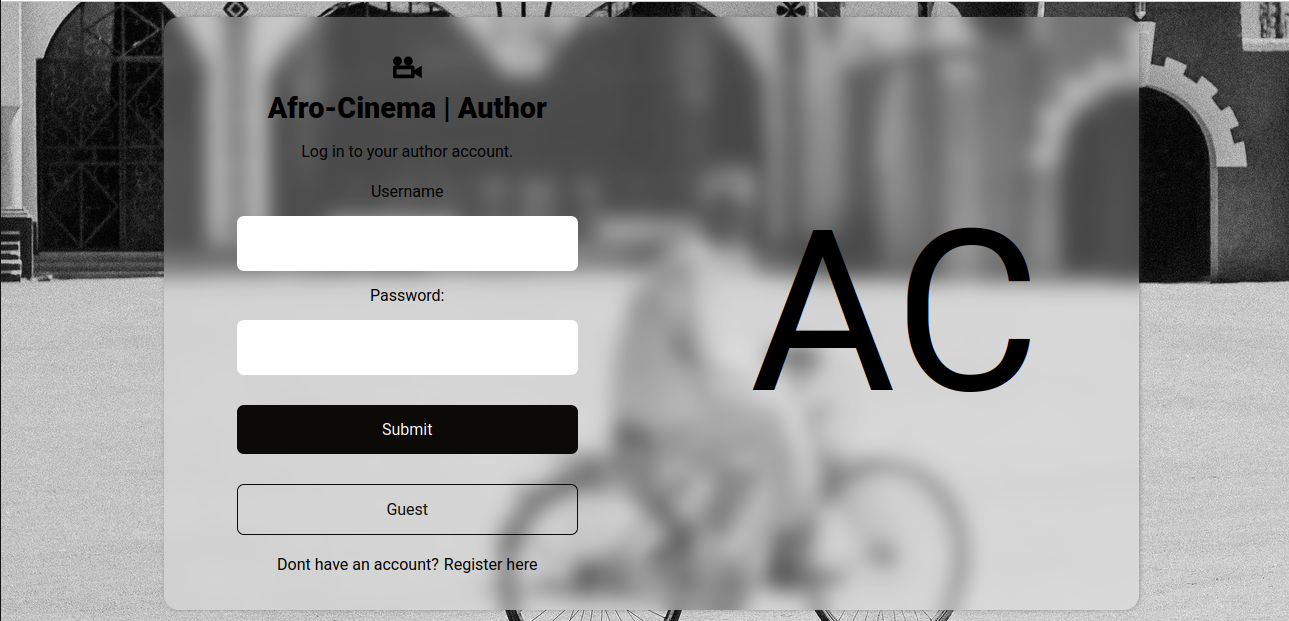 Afro-Cinema | Author
Log in to your author account.
Username
Password:
Submit
Guest
Dont have an account? Register here
AC